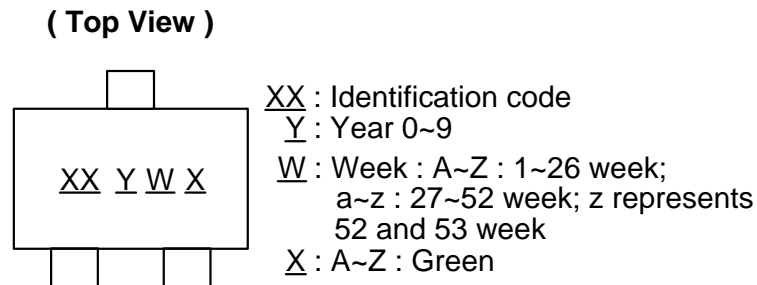 ( Top View )
XX Y W X
XX : Identification code
Y : Year 0~9
W : Week : A~Z : 1~26 week;
a~z : 27~52 week; z represents
52 and 53 week
X : A~Z : Green